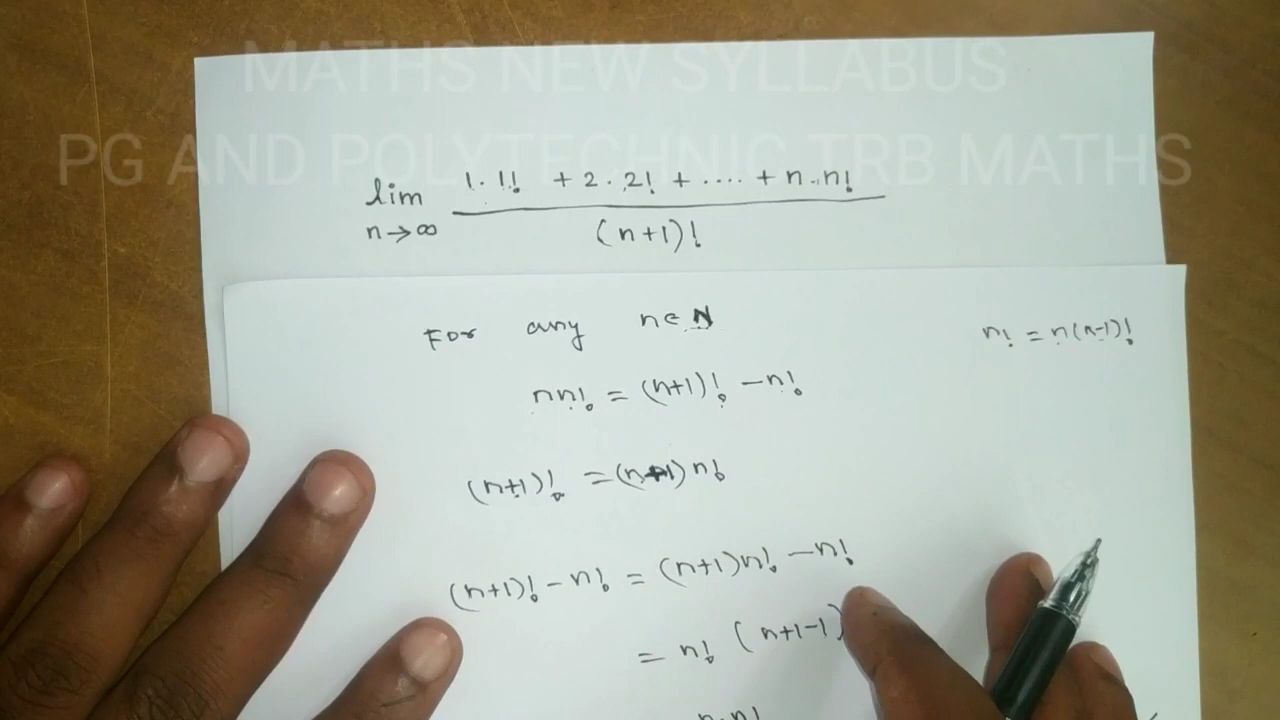 MATHS NEW SYLLABUS
PG AND POLYTECHNIC TRB MATHS
lim n→∞ 1·1! + 2·2! + .... + n·n! / (n+1)!
For any n∈N
n! = n(n-1)!
nn! = (n+1)! - n!
(n+1)! = (n+1) n!
(n+1)! - n! = (n+1)n! - n!
= n! (n+1-1)
n·n!